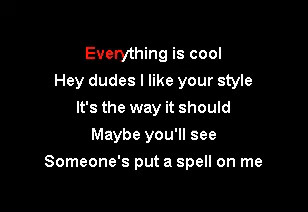 Everything is cool
Hey dudes I like your style
It's the way it should
Maybe you'll see
Someone's put a spell on me